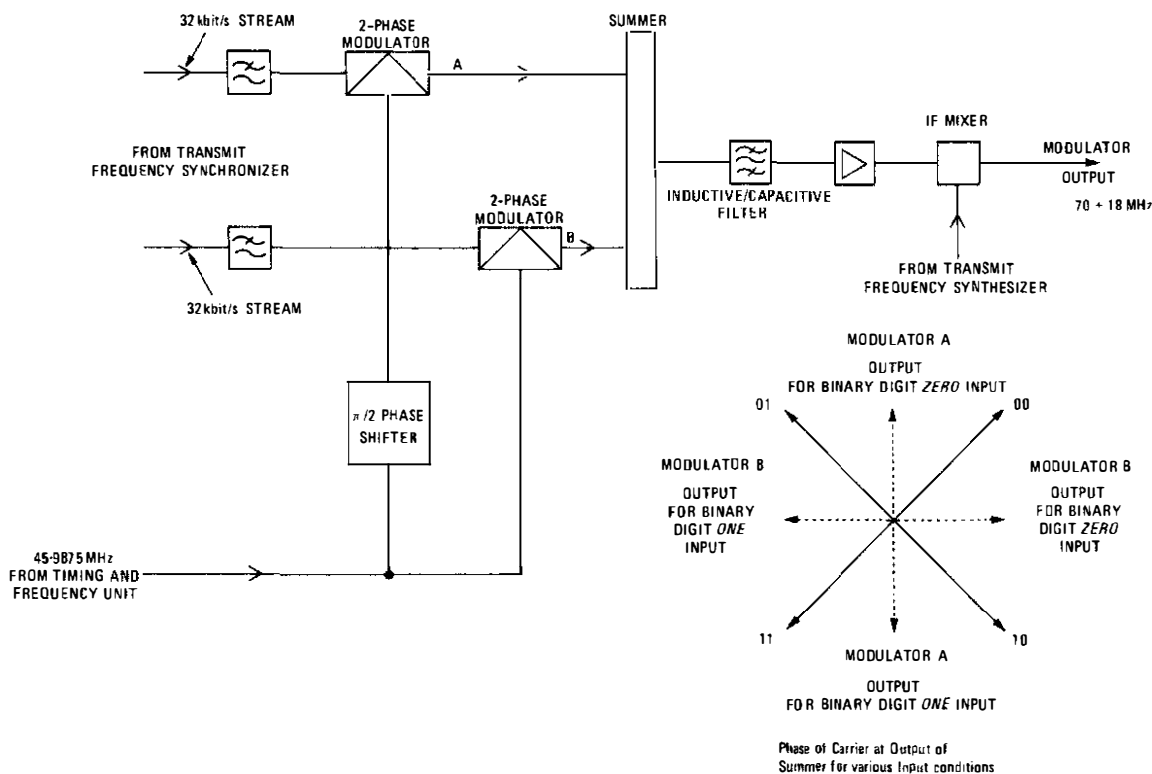 32 kbit/s STREAM
2-PHASE
MODULATOR
SUMMER
A
FROM TRANSMIT
FREQUENCY SYNCHRONIZER
IF MIXER
MODULATOR
OUTPUT
70 + 18 MHz
INDUCTIVE/CAPACITIVE
FILTER
2-PHASE
MODULATOR
B
32 kbit/s STREAM
FROM TRANSMIT
FREQUENCY SYNTHESIZER
π/2 PHASE
SHIFTER
45·9875 MHz
FROM TIMING AND
FREQUENCY UNIT
MODULATOR A
OUTPUT
FOR BINARY DIGIT ZERO INPUT
01
00
MODULATOR B
OUTPUT
FOR BINARY
DIGIT ONE
INPUT
MODULATOR B
OUTPUT
FOR BINARY
DIGIT ZERO
INPUT
11
10
MODULATOR A
OUTPUT
FOR BINARY DIGIT ONE INPUT
Phase of Carrier at Output of
Summer for various Input conditions